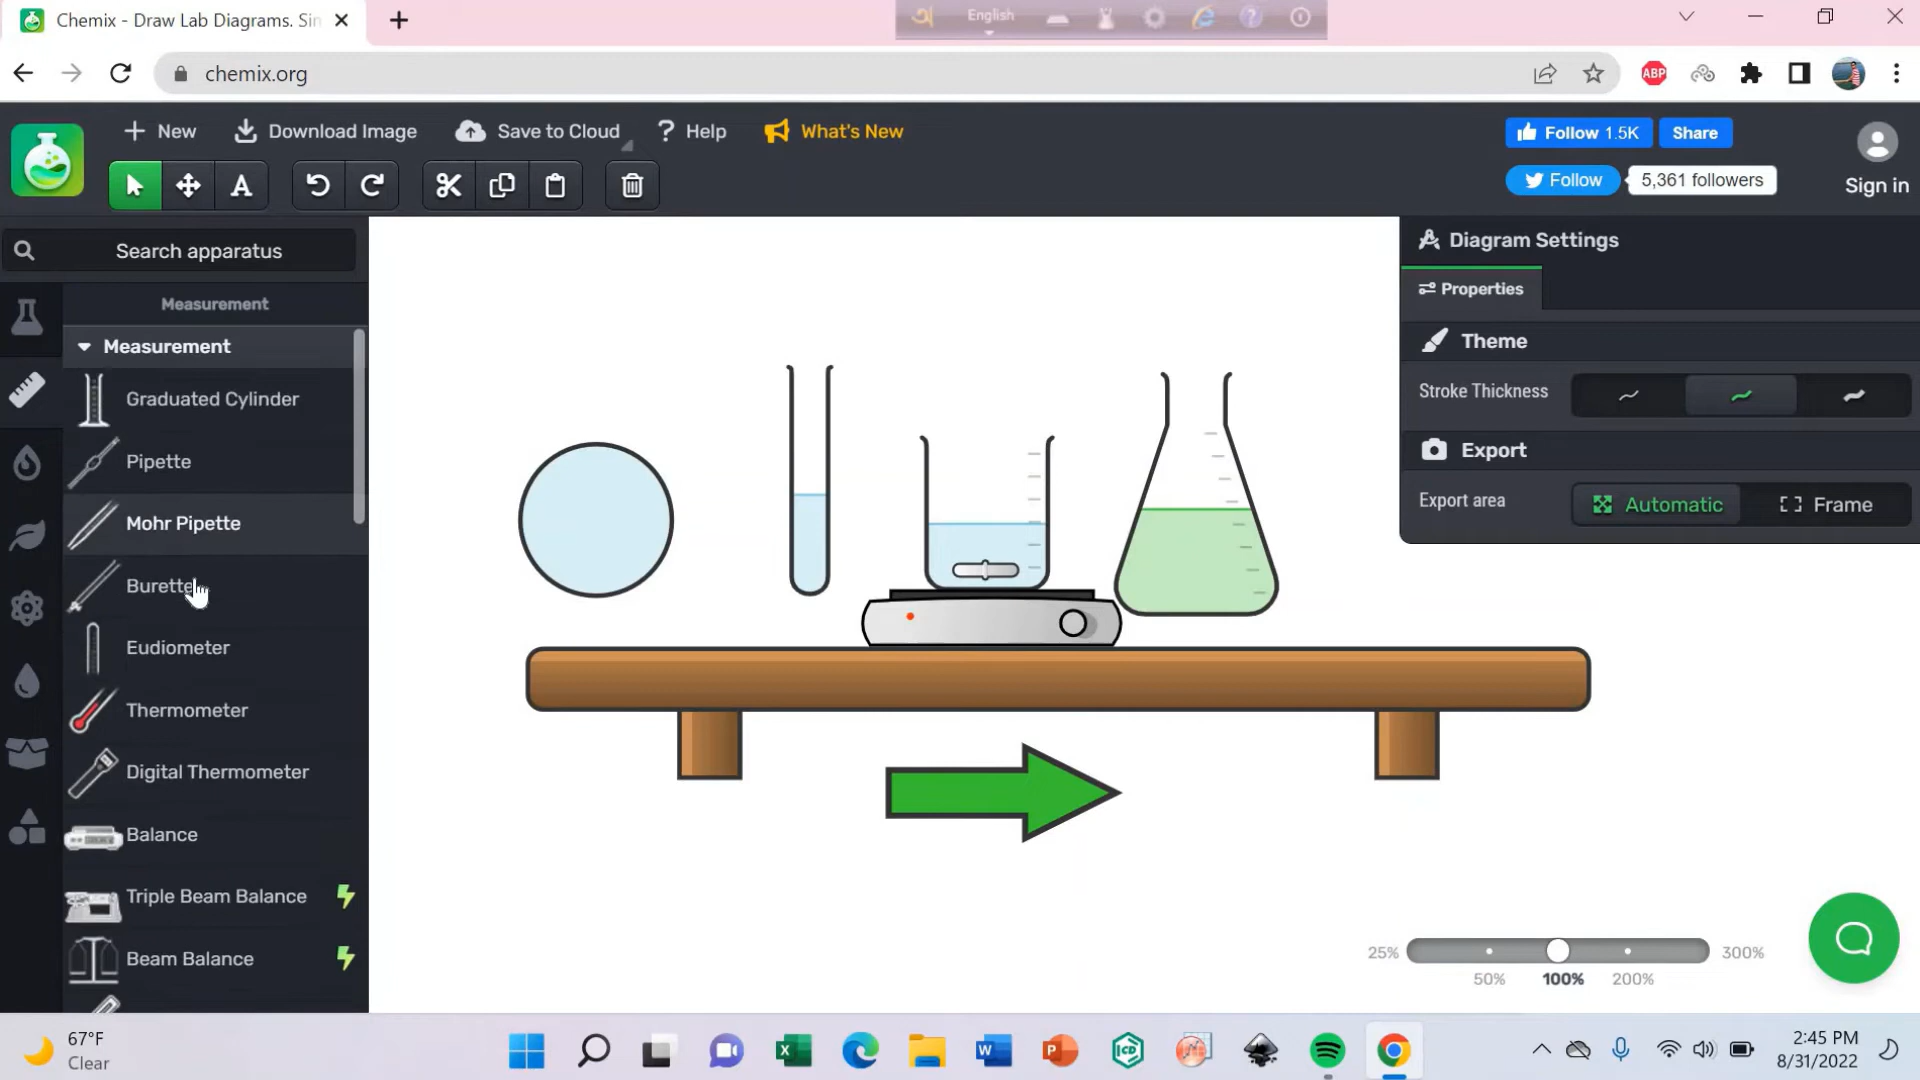 Chemix - Draw Lab Diagrams. Sin
English
chemix.org
ABP
New
Download Image
Save to Cloud
Help
What's New
Follow 1.5K
Share
Follow
5,361 followers
Sign in
A
Search apparatus
Measurement
Measurement
Graduated Cylinder
Pipette
Mohr Pipette
Burette
Eudiometer
Thermometer
Digital Thermometer
Balance
Triple Beam Balance
Beam Balance
Diagram Settings
Properties
Theme
Stroke Thickness
Export
Export area
Automatic
Frame
25%
300%
50%
100%
200%
67°F
Clear
ICD
2:45 PM
8/31/2022